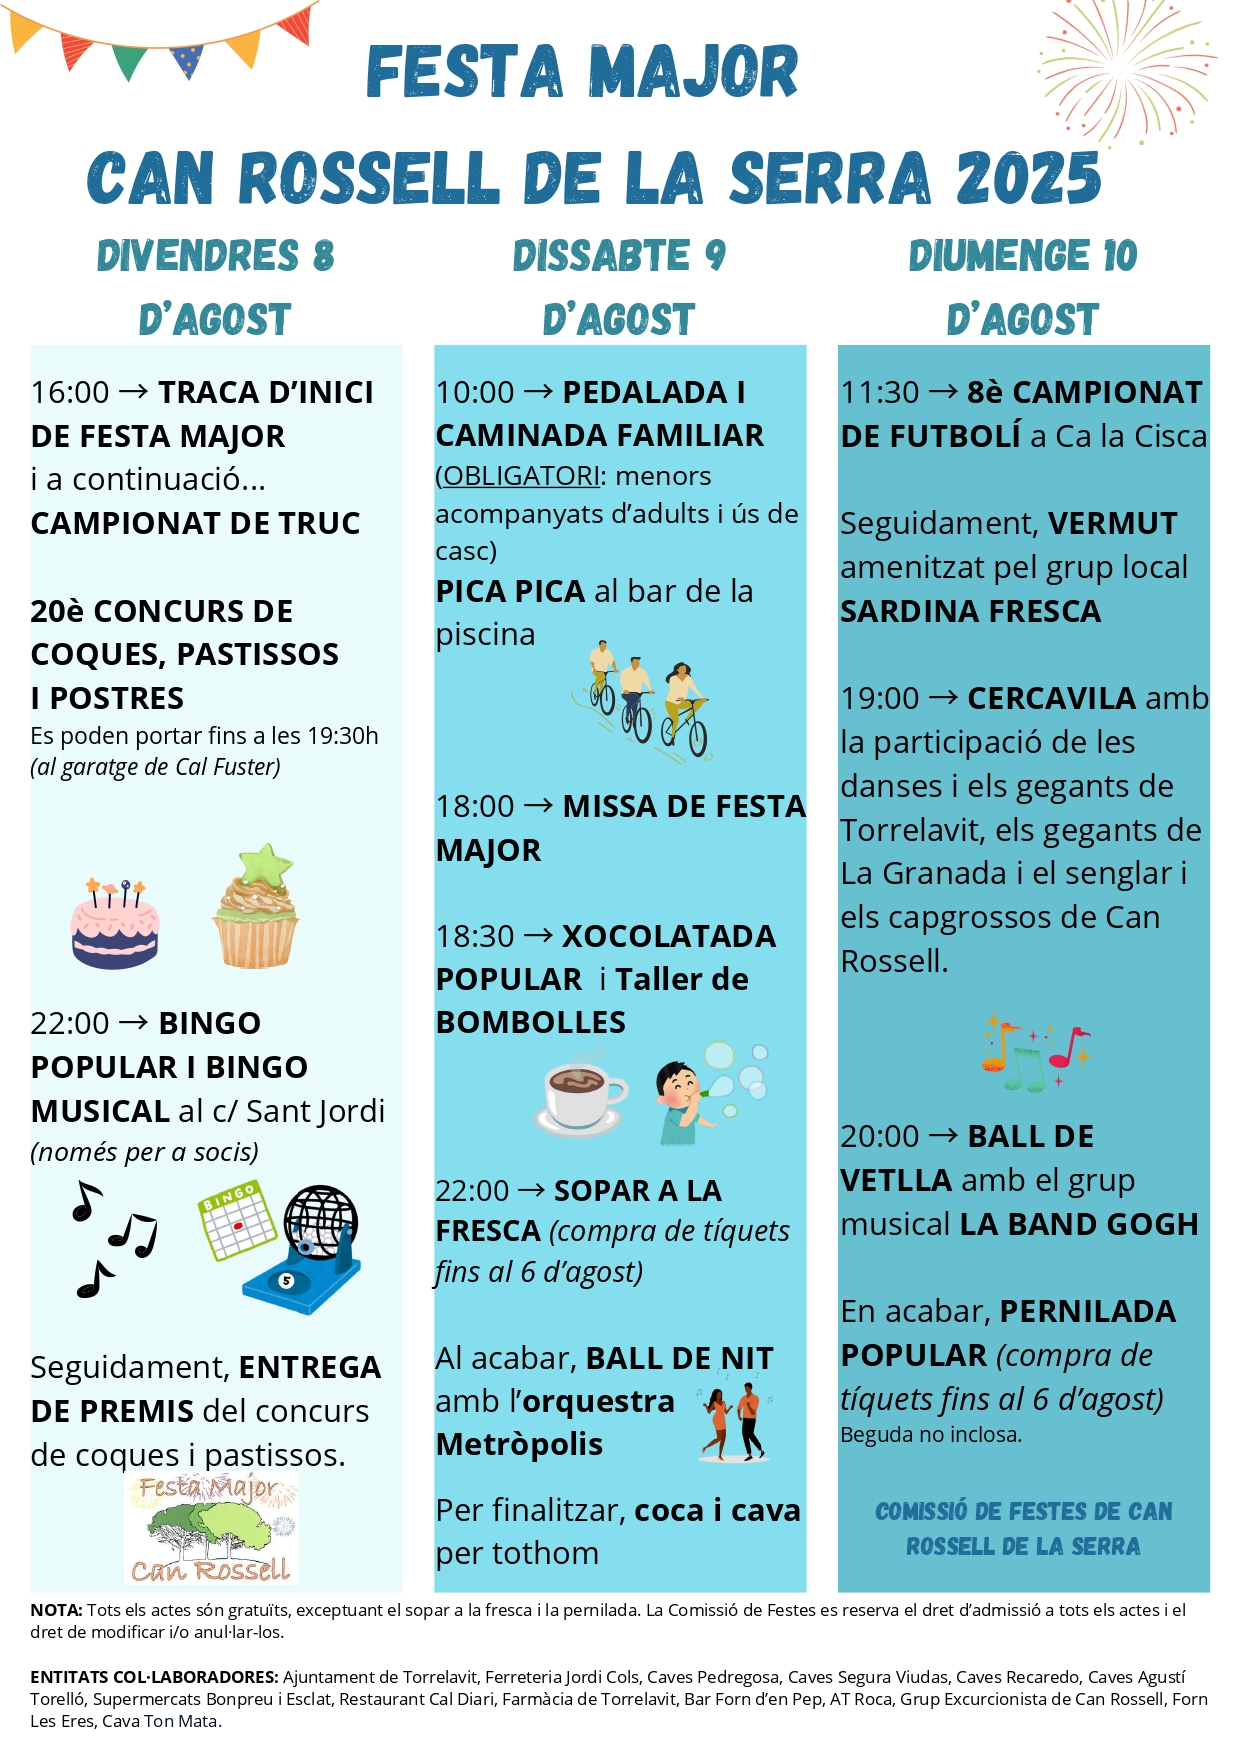 FESTA MAJOR
CAN ROSSELL DE LA SERRA 2025
DIVENDRES 8
D'AGOST
16:00 → TRACA D'INICI
DE FESTA MAJOR
i a continuació...
CAMPIONAT DE TRUC
20è CONCURS DE
COQUES, PASTISSOS
I POSTRES
Es poden portar fins a les 19:30h
(al garatge de Cal Fuster)
22:00 → BINGO
POPULAR I BINGO
MUSICAL al c/ Sant Jordi
(només per a socis)
BINGO
5
Seguidament, ENTREGA
DE PREMIS del concurs
de coques i pastissos.
Festa Major
Can Rossell
DISSABTE 9
D'AGOST
10:00 → PEDALADA I
CAMINADA FAMILIAR
(OBLIGATORI: menors
acompanyats d'adults i ús de
casc)
PICA PICA al bar de la
piscina
18:00 → MISSA DE FESTA
MAJOR
18:30 → XOCOLATADA
POPULAR i Taller de
BOMBOLLES
22:00 → SOPAR A LA
FRESCA (compra de tíquets
fins al 6 d'agost)
Al acabar, BALL DE NIT
amb l'orquestra
Metròpolis
Per finalitzar, coca i cava
per tothom
DIUMENGE 10
D'AGOST
11:30 → 8è CAMPIONAT
DE FUTBOLÍ a Ca la Cisca
Seguidament, VERMUT
amenitzat pel grup local
SARDINA FRESCA
19:00 → CERCAVILA amb
la participació de les
danses i els gegants de
Torrelavit, els gegants de
La Granada i el senglar i
els capgrossos de Can
Rossell.
20:00 → BALL DE
VETLLA amb el grup
musical LA BAND GOGH
En acabar, PERNILADA
POPULAR (compra de
tíquets fins al 6 d'agost)
Beguda no inclosa.
COMISSIÓ DE FESTES DE CAN
ROSSELL DE LA SERRA
NOTA: Tots els actes són gratuïts, exceptuant el sopar a la fresca i la pernilada. La Comissió de Festes es reserva el dret d'admissió a tots els actes i el
dret de modificar i/o anul·lar-los.
ENTITATS COL·LABORADORES: Ajuntament de Torrelavit, Ferreteria Jordi Cols, Caves Pedregosa, Caves Segura Viudas, Caves Recaredo, Caves Agustí
Torelló, Supermercats Bonpreu i Esclat, Restaurant Cal Diari, Farmàcia de Torrelavit, Bar Forn d'en Pep, AT Roca, Grup Excurcionista de Can Rossell, Forn
Les Eres, Cava Ton Mata.